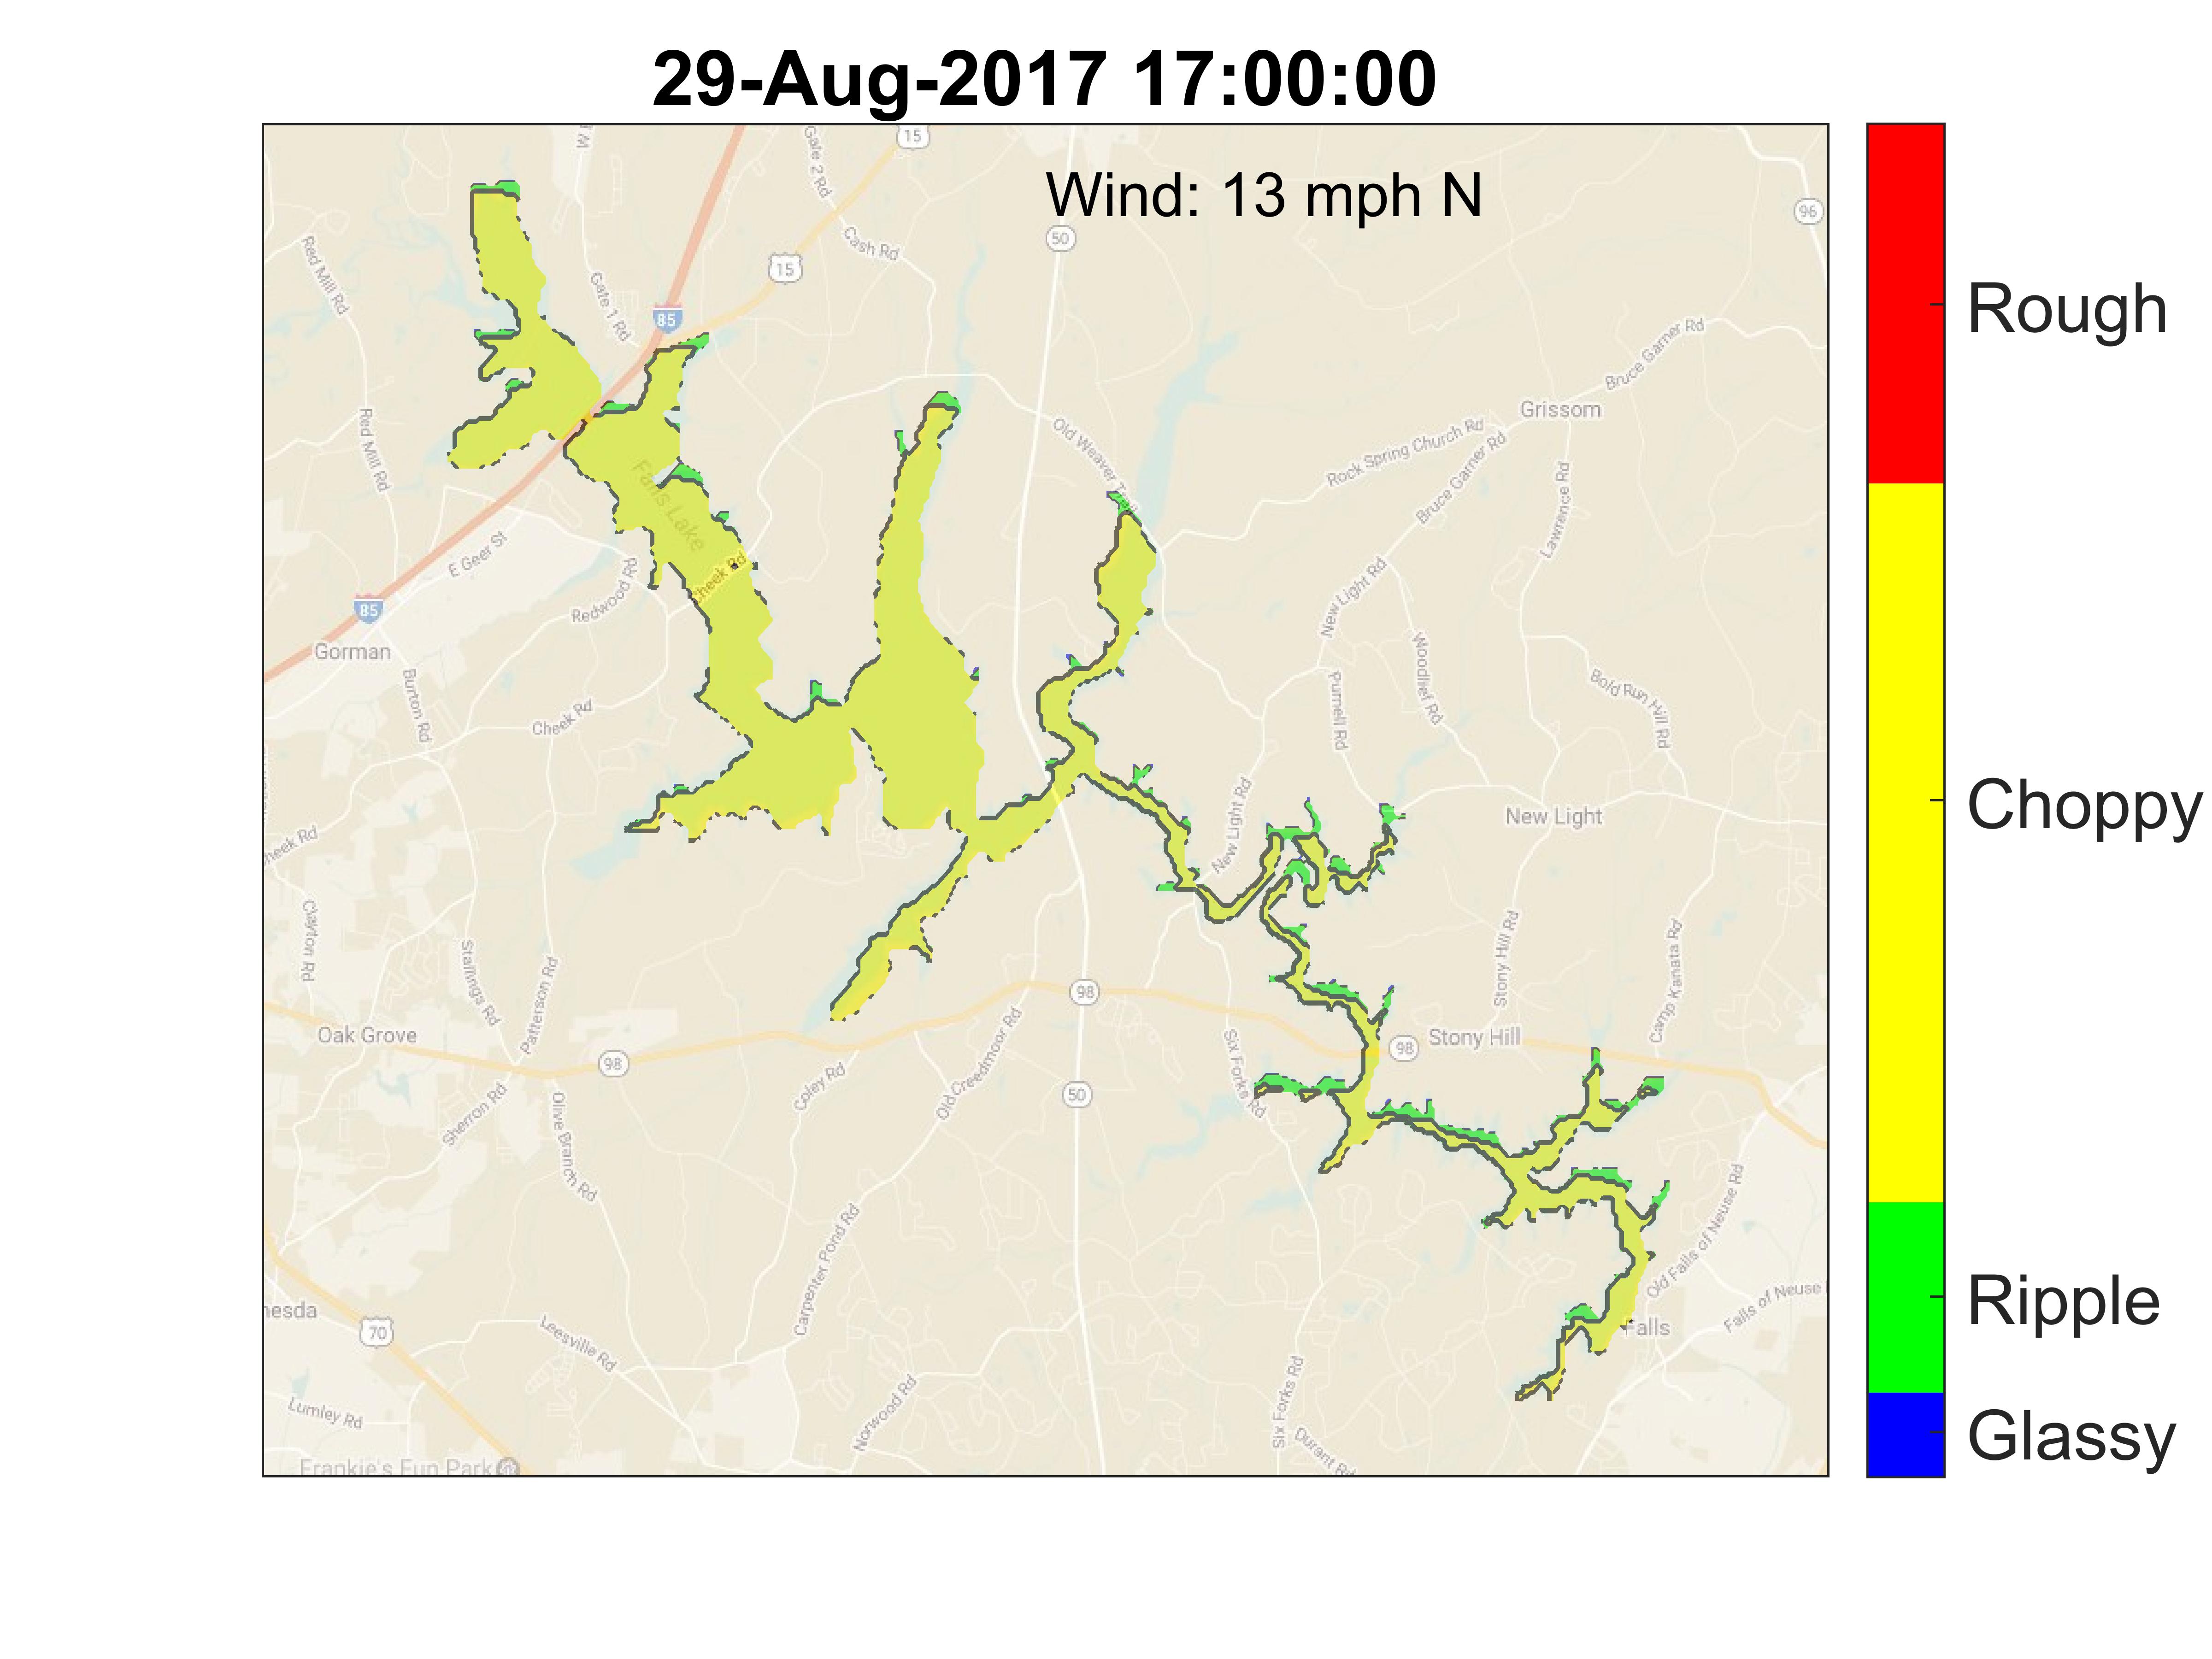 29-Aug-2017 17:00:00
Wind: 13 mph N
15
Gate 2 Rd
96
50
Cash Rd
15
Red Mill Rd
Gate 1 Rd
85
Bruce Garner Rd
Grissom
Red Mill Rd
Old Weaver Trail
Rock Spring Church Rd
Bruce Garner Rd
Falls Lake
Lawrence Rd
E Geer St
Cheek Rd
Redwood Rd
New Light Rd
85
Gorman
Burton Rd
Cheek Rd
Purnell Rd
Woodlief Rd
Bold Run Hill Rd
New Light Rd
New Light
heek Rd
Clayton Rd
Stallings Rd
Patterson Rd
Stony Hill Rd
Camp Kanata Rd
98
Oak Grove
98
Coley Rd
Old Creedmoor Rd
Six Forks Rd
98
Stony Hill
50
Sherron Rd
Olive Branch Rd
Carpenter Pond Rd
Old Falls of Neuse Rd
Falls of Neuse
nesda
70
Leesville Rd
Falls
Lumley Rd
Norwood Rd
Six Forks Rd
Durant Rd
Frankie's Fun Park
Rough
Choppy
Ripple
Glassy